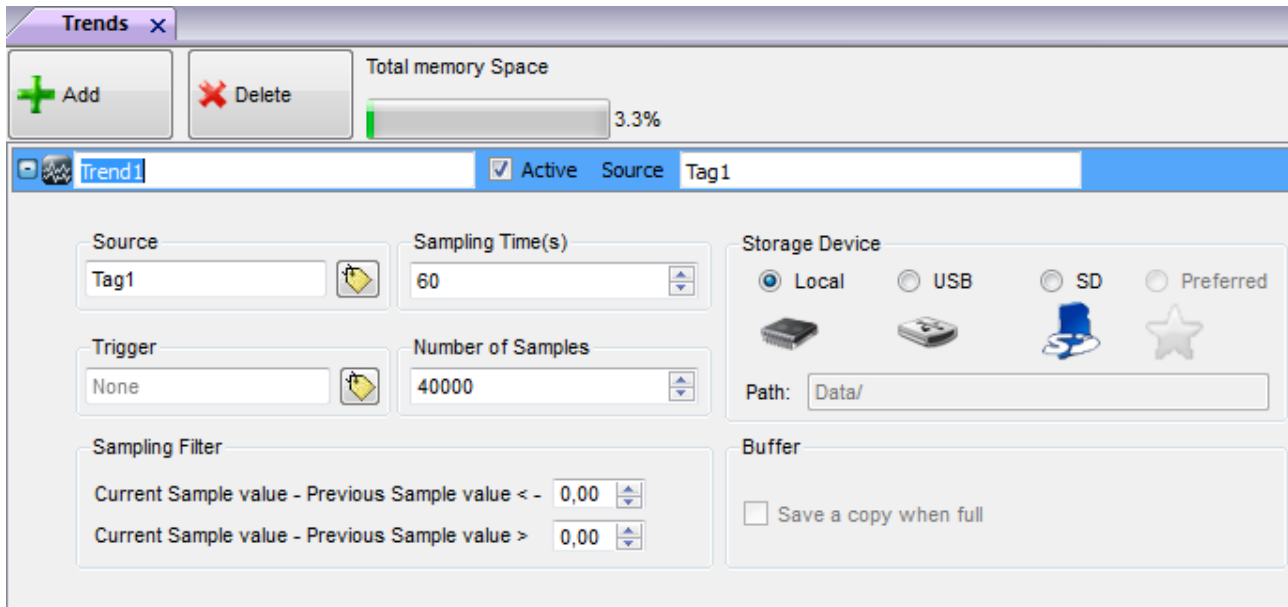 Trends
Add
Delete
Total memory Space
3.3%
Trend1
Active
Source
Tag1
Source
Tag1
Sampling Time(s)
60
Storage Device
Local
USB
SD
Preferred
Trigger
None
Number of Samples
40000
Path:
Data/
Sampling Filter
Current Sample value - Previous Sample value < -
0,00
Current Sample value - Previous Sample value >
0,00
Buffer
Save a copy when full